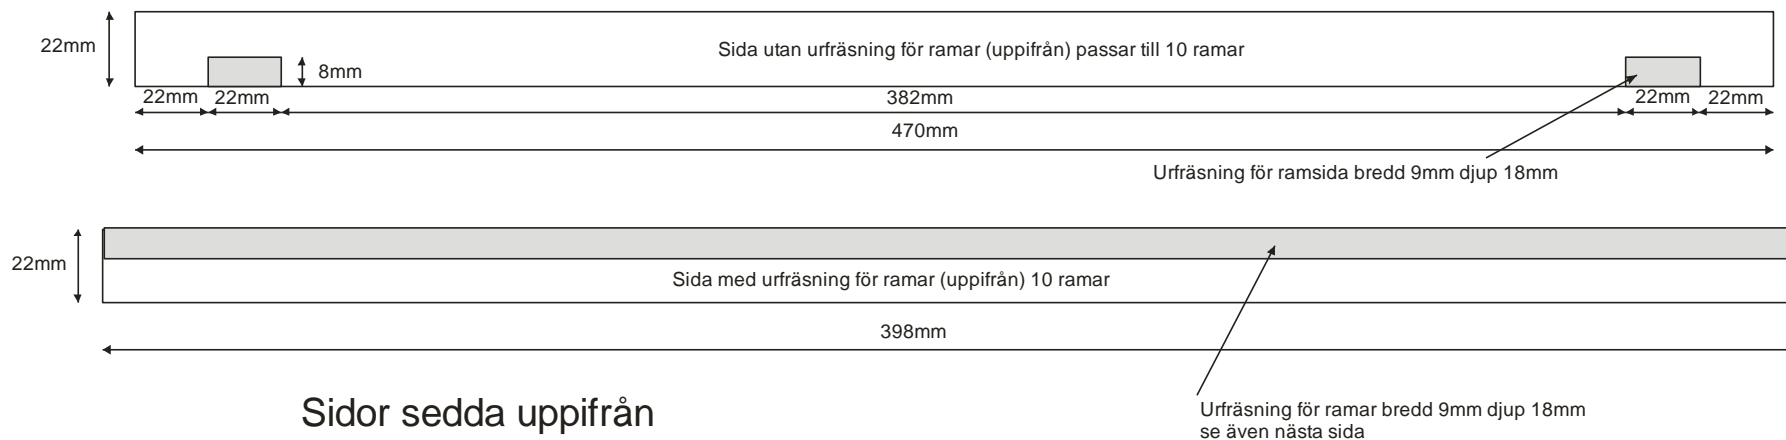 22mm
Sida utan urfräsning för ramar (uppifrån) passar till 10 ramar
8mm
22mm 22mm 382mm 22mm 22mm
470mm
Urfräsning för ramsida bredd 9mm djup 18mm
22mm
Sida med urfräsning för ramar (uppifrån) 10 ramar
398mm
Sidor sedda uppifrån
Urfräsning för ramar bredd 9mm djup 18mm
se även nästa sida